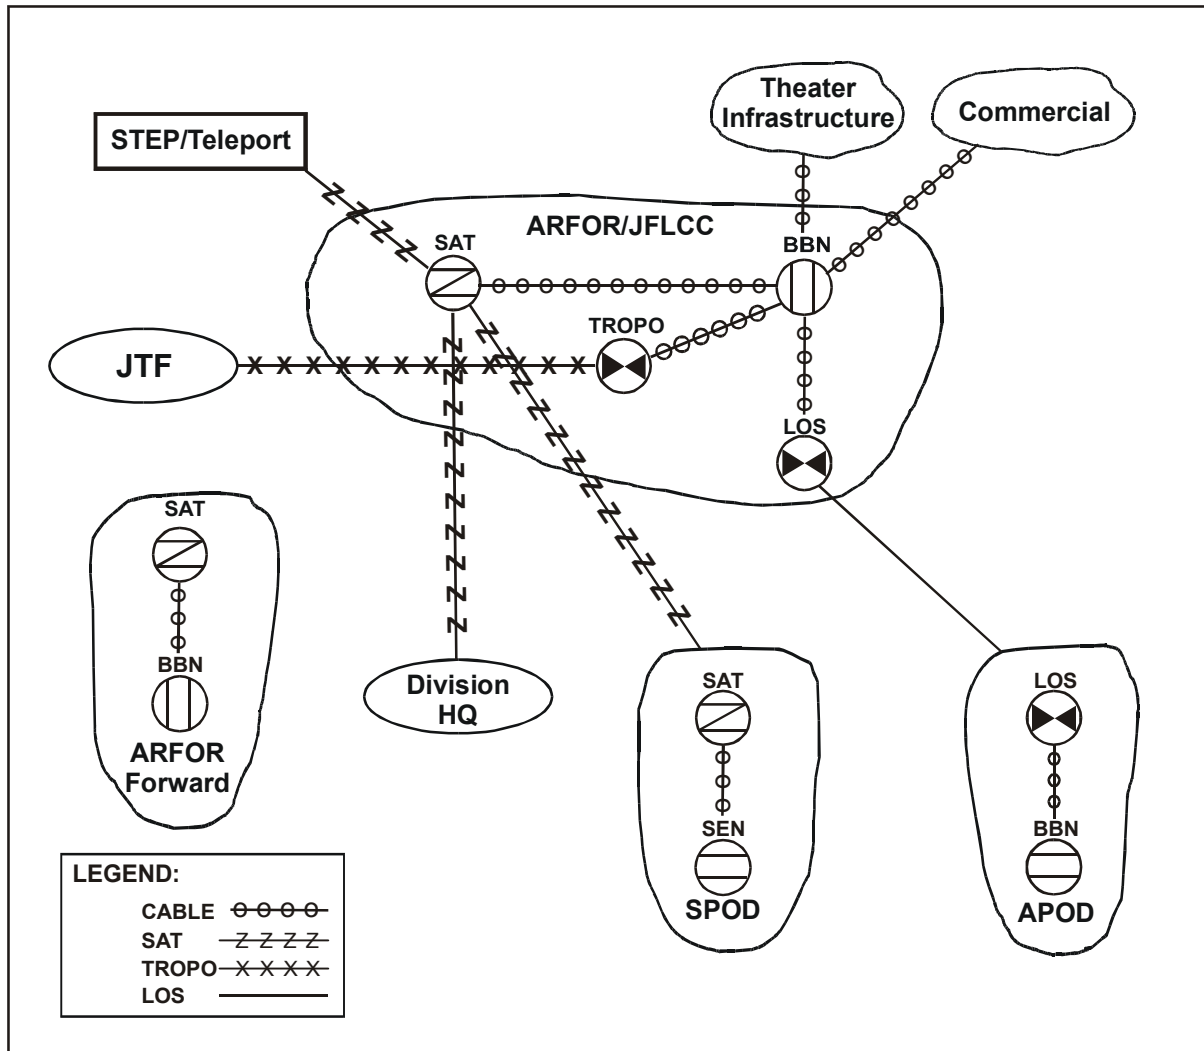 Theater
Infrastructure
Commercial
STEP/Teleport
ARFOR/JFLCC
SAT
BBN
TROPO
JTF
LOS
SAT
BBN
ARFOR
Forward
Division
HQ
SAT
SEN
SPOD
LOS
BBN
APOD
LEGEND:
CABLE
SAT
TROPO
LOS